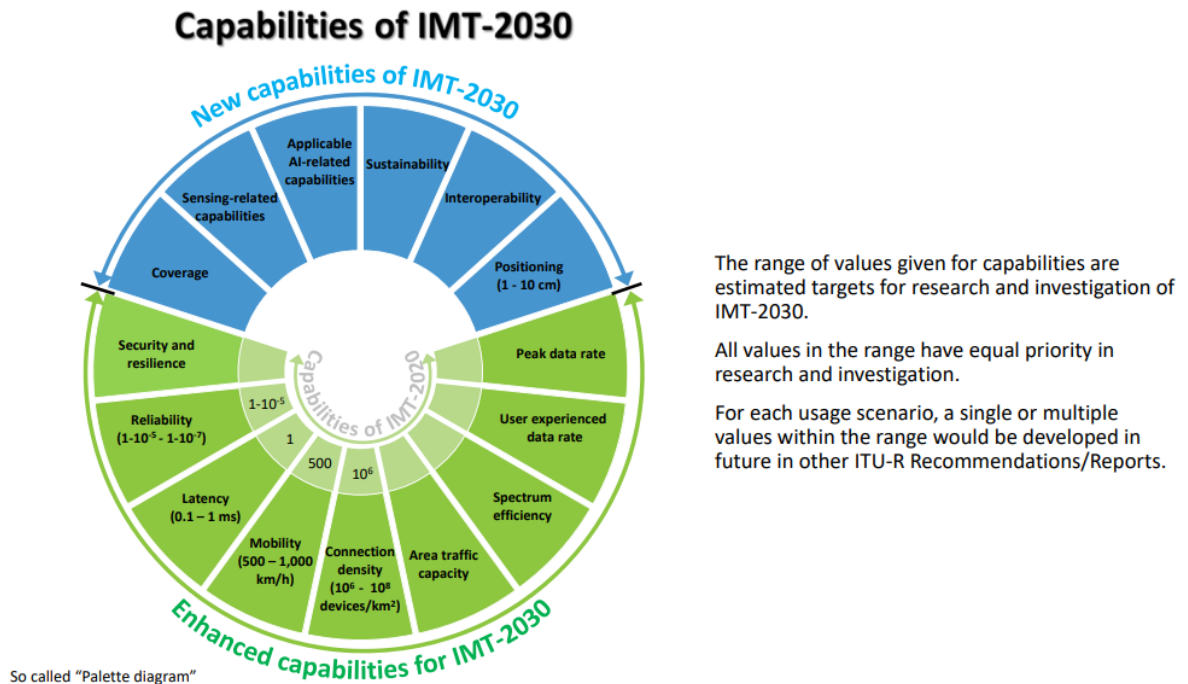 Capabilities of IMT-2030
New capabilities of IMT-2030
Applicable
AI-related
capabilities
Sustainability
Sensing-related
capabilities
Interoperability
Coverage
Positioning
(1 - 10 cm)
Security and
resilience
Peak data rate
Capabilities of IMT-2020
1-10⁻⁵
Reliability
(1-10⁻⁵ - 1-10⁻⁷)
User experienced
data rate
1
500
10⁶
Latency
(0.1 – 1 ms)
Spectrum
efficiency
Mobility
(500 – 1,000
km/h)
Connection
density
(10⁶ - 10⁸
devices/km²)
Area traffic
capacity
Enhanced capabilities for IMT-2030
The range of values given for capabilities are
estimated targets for research and investigation of
IMT-2030.
All values in the range have equal priority in
research and investigation.
For each usage scenario, a single or multiple
values within the range would be developed in
future in other ITU-R Recommendations/Reports.
So called “Palette diagram”